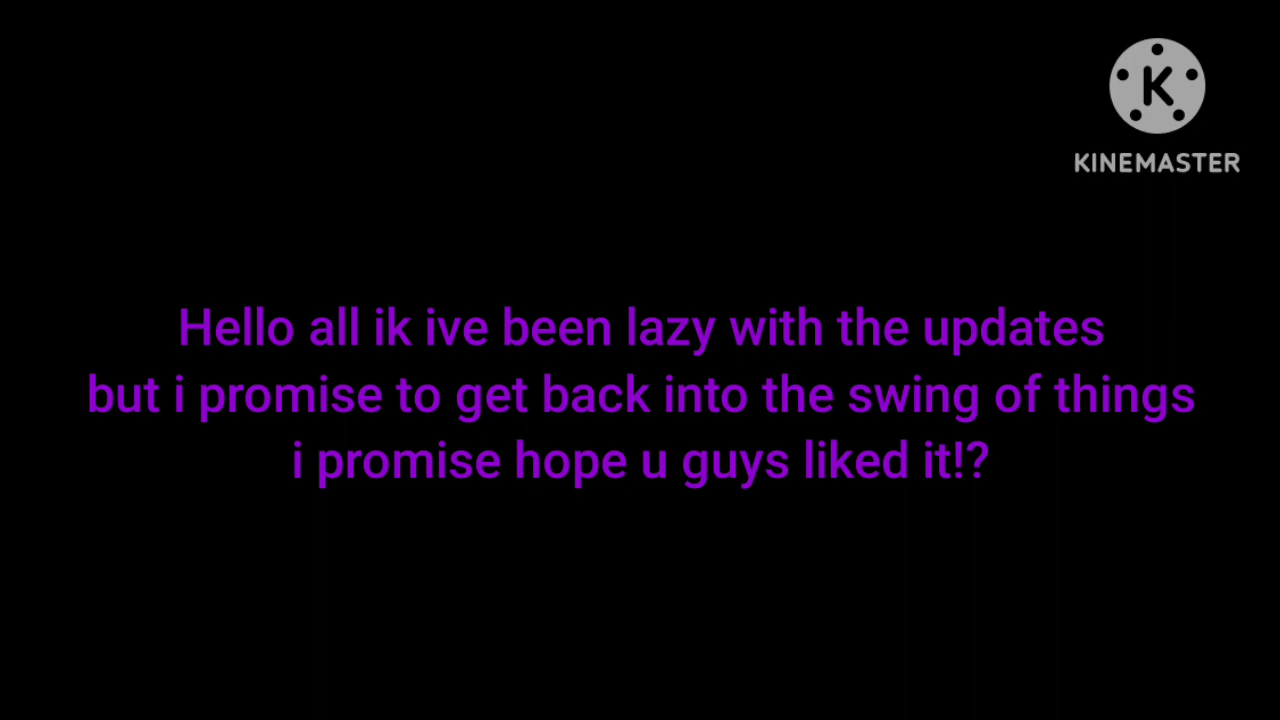 K
KINEMASTER
Hello all ik ive been lazy with the updates
but i promise to get back into the swing of things
i promise hope u guys liked it!?